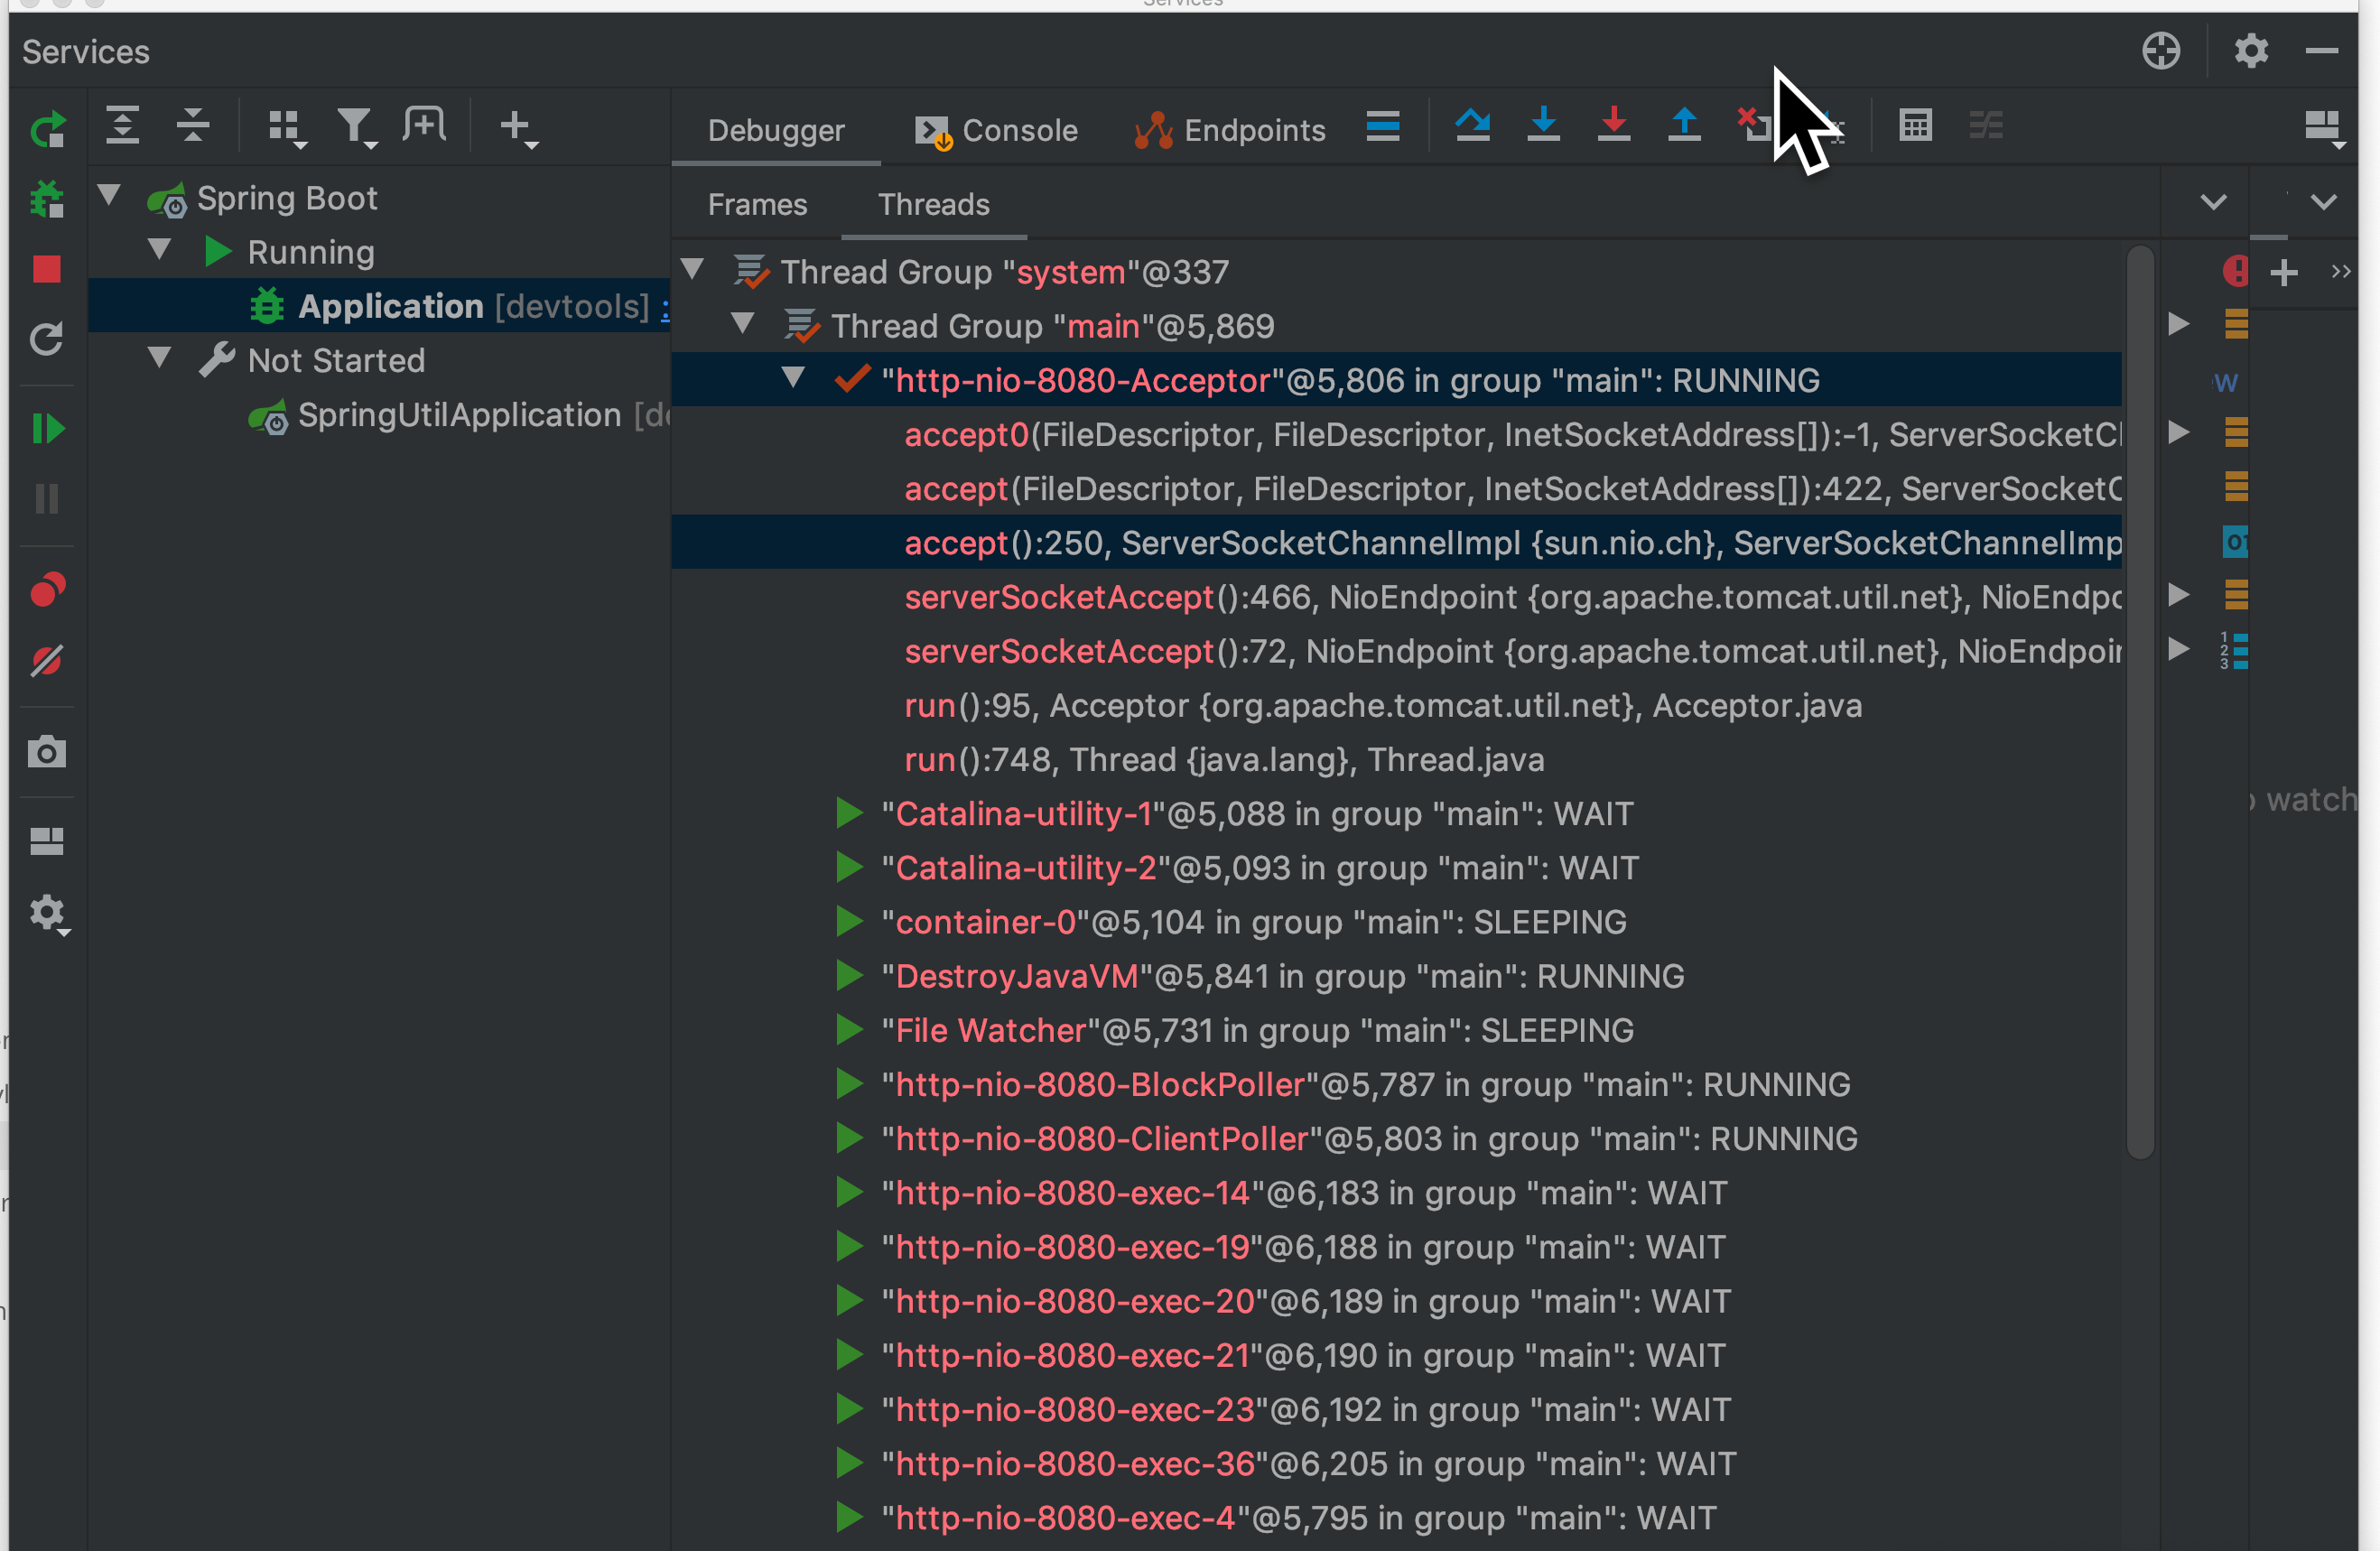 Services
Services
Debugger
Console
Endpoints
Frames
Threads
Spring Boot
Running
Application [devtools] :
Not Started
SpringUtilApplication
Thread Group "system"@337
Thread Group "main"@5,869
"http-nio-8080-Acceptor"@5,806 in group "main": RUNNING
accept0(FileDescriptor, FileDescriptor, InetSocketAddress[]):-1,
accept(FileDescriptor, FileDescriptor, InetSocketAddress[]):422,
accept():250, ServerSocketChannelImpl {sun.nio.ch}, ServerSocketChannelImp
serverSocketAccept():466, NioEndpoint {org.apache.tomcat.util.net},
serverSocketAccept():72, NioEndpoint {org.apache.tomcat.util.net},
run():95, Acceptor {org.apache.tomcat.util.net}, Acceptor.java
run():748, Thread {java.lang}, Thread.java
"Catalina-utility-1"@5,088 in group "main": WAIT
"Catalina-utility-2"@5,093 in group "main": WAIT
"container-0"@5,104 in group "main": SLEEPING
"DestroyJavaVM"@5,841 in group "main": RUNNING
"File Watcher"@5,731 in group "main": SLEEPING
"http-nio-8080-BlockPoller"@5,787 in group "main": RUNNING
"http-nio-8080-ClientPoller"@5,803 in group "main": RUNNING
"http-nio-8080-exec-14"@6,183 in group "main": WAIT
"http-nio-8080-exec-19"@6,188 in group "main": WAIT
"http-nio-8080-exec-20"@6,189 in group "main": WAIT
"http-nio-8080-exec-21"@6,190 in group "main": WAIT
"http-nio-8080-exec-23"@6,192 in group "main": WAIT
"http-nio-8080-exec-36"@6,205 in group "main": WAIT
"http-nio-8080-exec-4"@5,795 in group "main": WAIT
watch